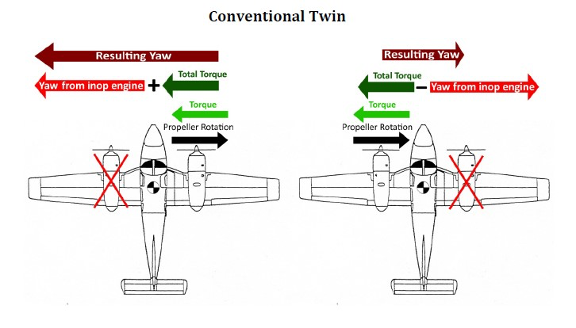 Conventional Twin
Resulting Yaw
Yaw from inop engine + Total Torque
Torque
Propeller Rotation
Resulting Yaw
Total Torque − Yaw from inop engine
Torque
Propeller Rotation